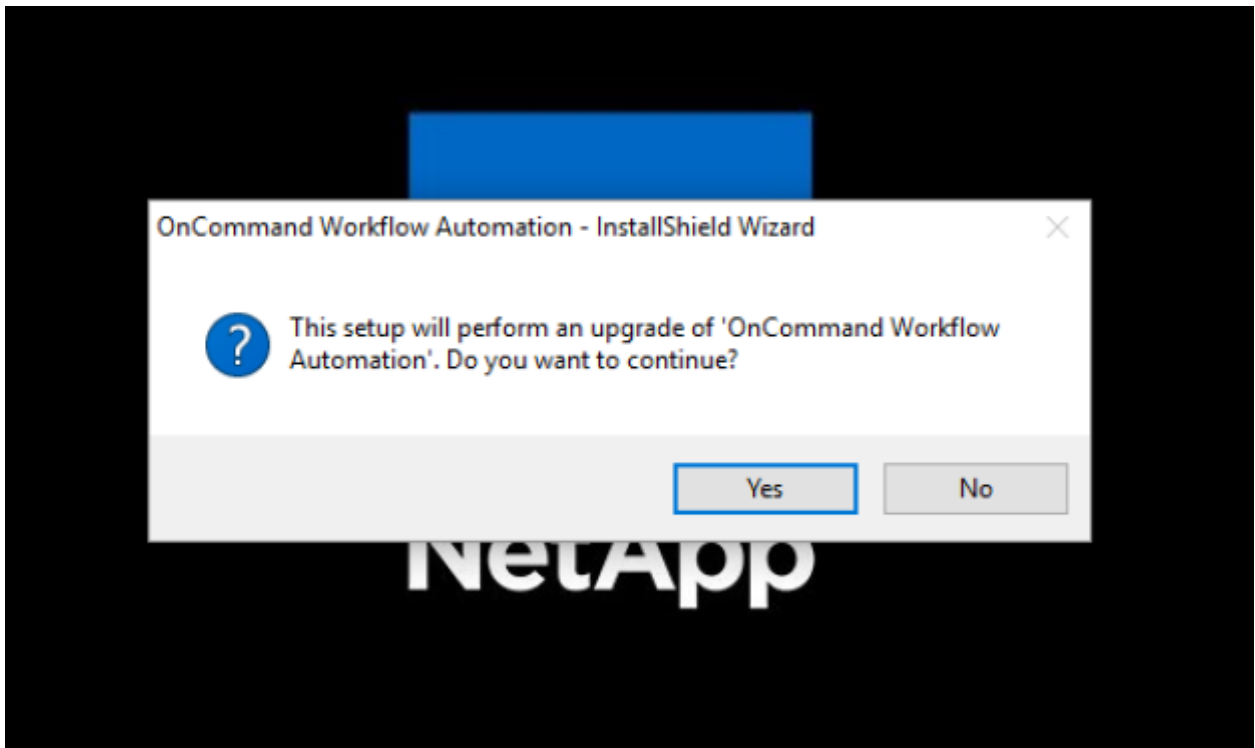 OnCommand Workflow Automation - InstallShield Wizard
?
This setup will perform an upgrade of 'OnCommand Workflow
Automation'. Do you want to continue?
Yes No
NetApp